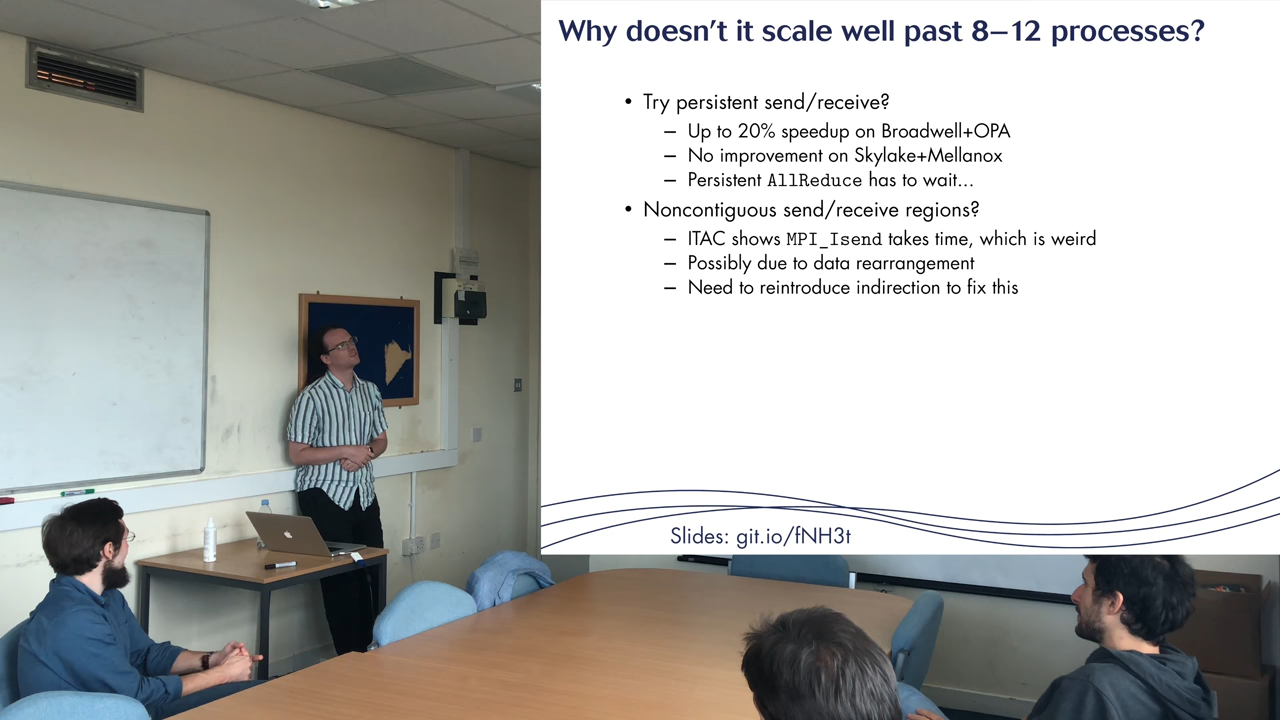 Why doesn't it scale well past 8–12 processes?
• Try persistent send/receive?
– Up to 20% speedup on Broadwell+OPA
– No improvement on Skylake+Mellanox
– Persistent AllReduce has to wait...
• Noncontiguous send/receive regions?
– ITAC shows MPI_Isend takes time, which is weird
– Possibly due to data rearrangement
– Need to reintroduce indirection to fix this
Slides: git.io/fNH3t